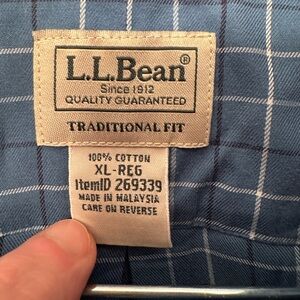 L.L.Bean®
Since 1912
QUALITY GUARANTEED
TRADITIONAL FIT
100% COTTON
XL-REG
ItemID 269339
MADE IN MALAYSIA
CARE ON REVERSE